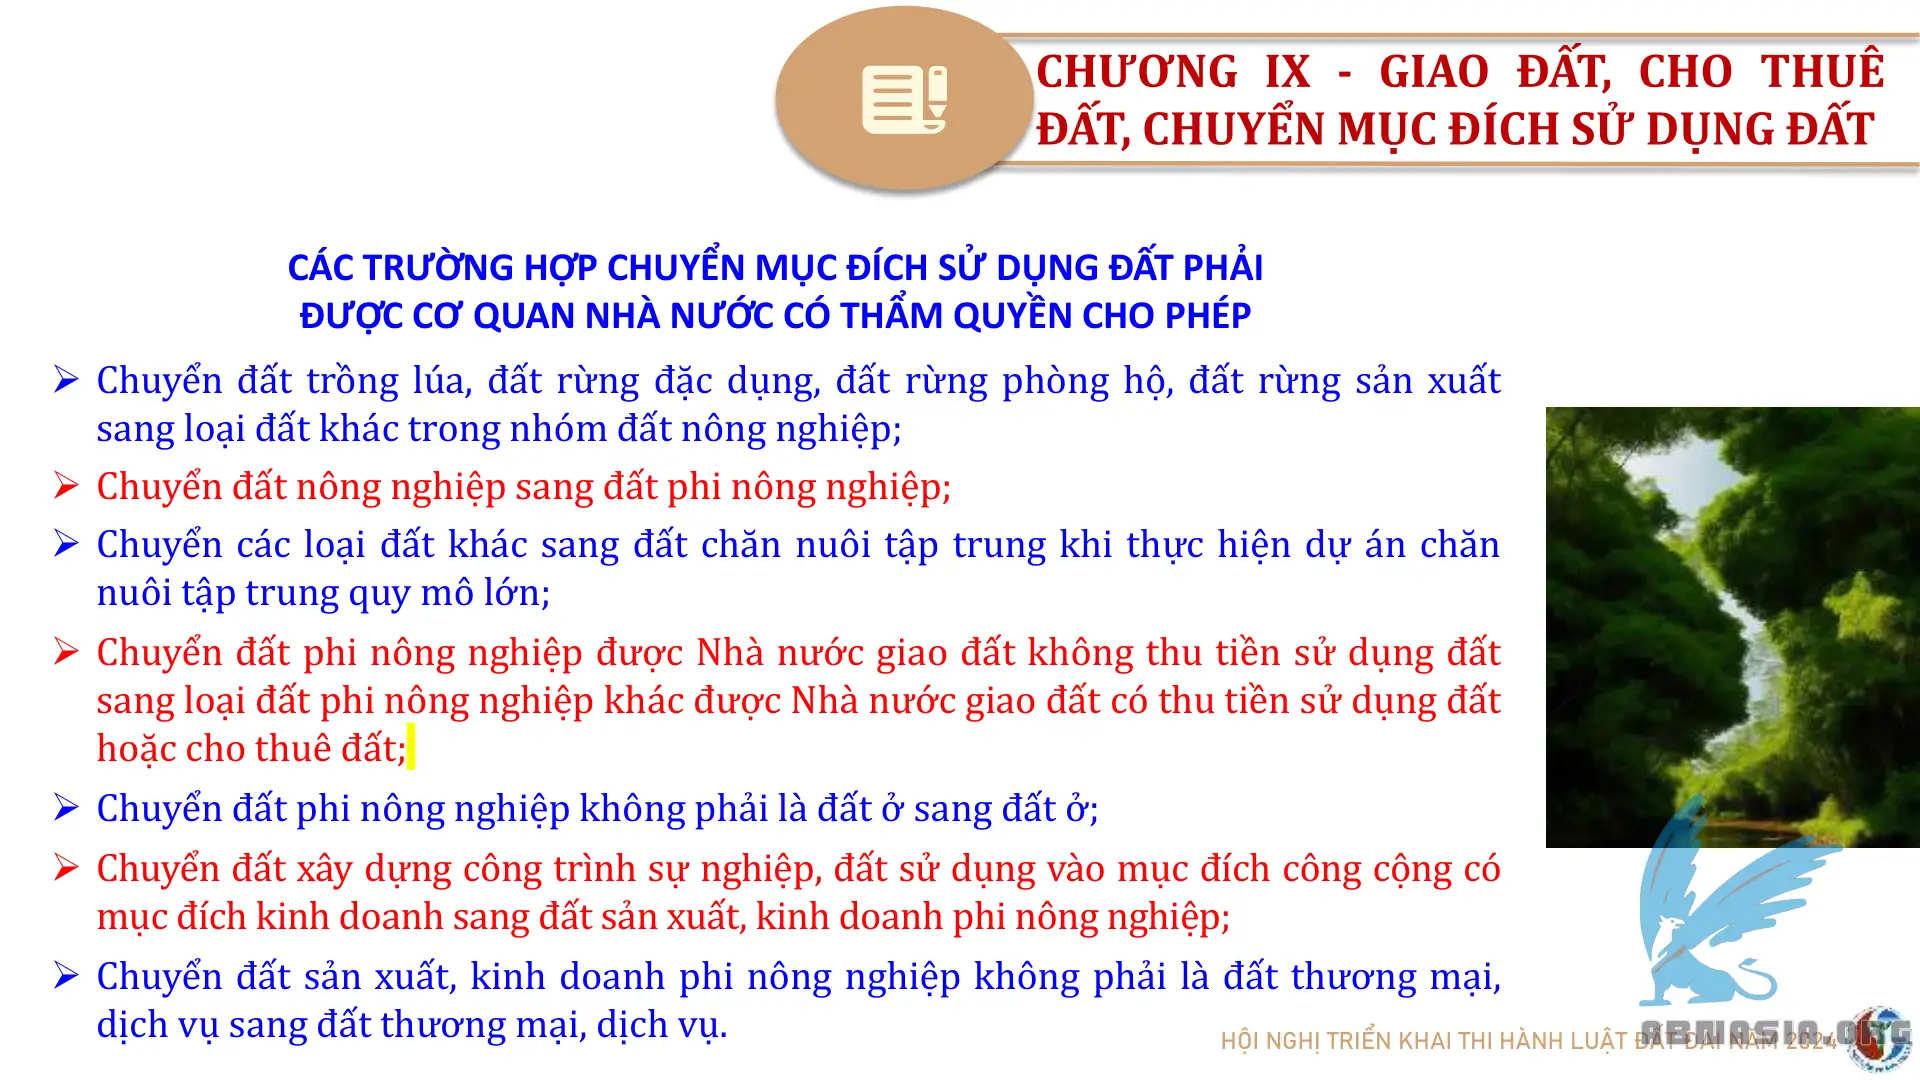 CHƯƠNG IX - GIAO ĐẤT, CHO THUÊ
ĐẤT, CHUYỂN MỤC ĐÍCH SỬ DỤNG ĐẤT
CÁC TRƯỜNG HỢP CHUYỂN MỤC ĐÍCH SỬ DỤNG ĐẤT PHẢI
ĐƯỢC CƠ QUAN NHÀ NƯỚC CÓ THẨM QUYỀN CHO PHÉP
➢ Chuyển đất trồng lúa, đất rừng đặc dụng, đất rừng phòng hộ, đất rừng sản xuất
sang loại đất khác trong nhóm đất nông nghiệp;
➢ Chuyển đất nông nghiệp sang đất phi nông nghiệp;
➢ Chuyển các loại đất khác sang đất chăn nuôi tập trung khi thực hiện dự án chăn
nuôi tập trung quy mô lớn;
➢ Chuyển đất phi nông nghiệp được Nhà nước giao đất không thu tiền sử dụng đất
sang loại đất phi nông nghiệp khác được Nhà nước giao đất có thu tiền sử dụng đất
hoặc cho thuê đất;
➢ Chuyển đất phi nông nghiệp không phải là đất ở sang đất ở;
➢ Chuyển đất xây dựng công trình sự nghiệp, đất sử dụng vào mục đích công cộng có
mục đích kinh doanh sang đất sản xuất, kinh doanh phi nông nghiệp;
➢ Chuyển đất sản xuất, kinh doanh phi nông nghiệp không phải là đất thương mại,
dịch vụ sang đất thương mại, dịch vụ.
HỘI NGHỊ TRIỂN KHAI THI HÀNH LUẬT ĐẤT ĐAI NĂM 2024
ABMASIA.ORG